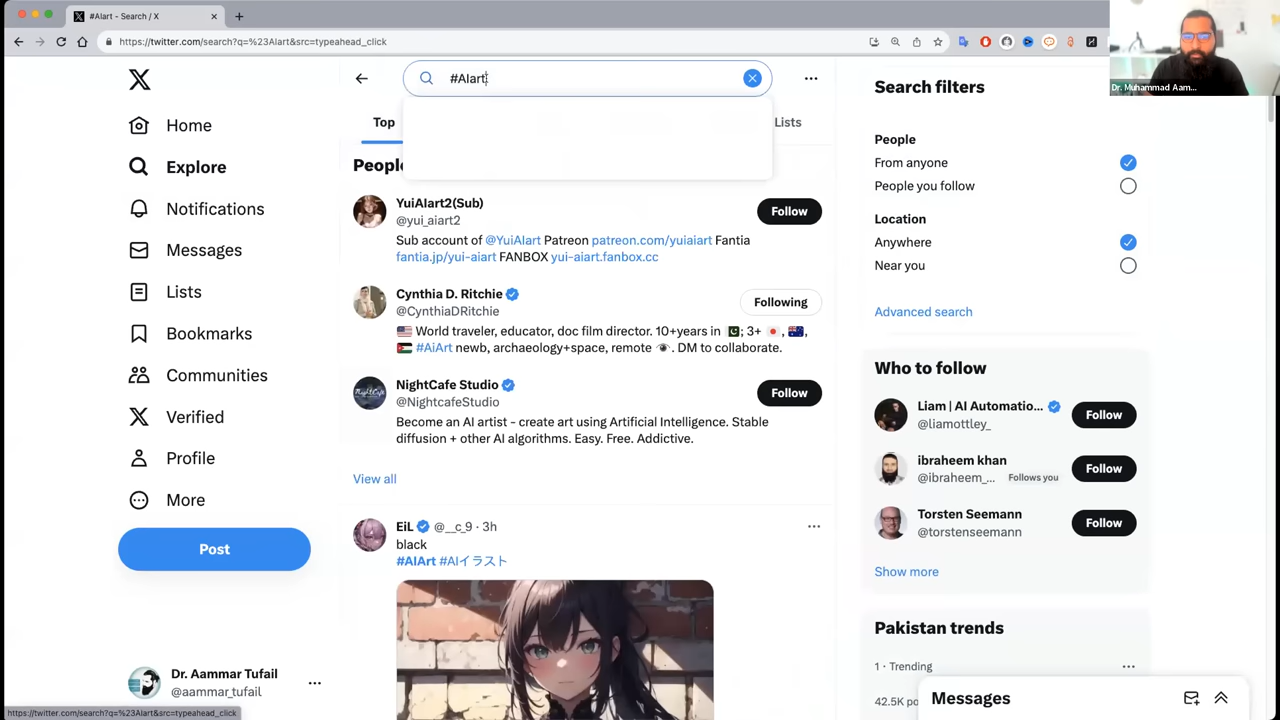 #AIart - Search / X
https://twitter.com/search?q=%23AIart&src=typeahead_click
Dr. Muhammad Aam...
#AIart
Home
Explore
Notifications
Messages
Lists
Bookmarks
Communities
Verified
Profile
More
Post
Dr. Aammar Tufail
@aammar_tufail
Top
Lists
People
YuiAIart2(Sub)
@yui_aiart2
Follow
Sub account of @YuiAIart Patreon patreon.com/yuiaiart Fantia
fantia.jp/yui-aiart FANBOX yui-aiart.fanbox.cc
Cynthia D. Ritchie
@CynthiaDRitchie
Following
World traveler, educator, doc film director. 10+years in 🇵🇰; 3+ 🇯🇵, 🇦🇺,
#AiArt newb, archaeology+space, remote 👁. DM to collaborate.
NightCafe Studio
@NightcafeStudio
Follow
Become an AI artist - create art using Artificial Intelligence. Stable
diffusion + other AI algorithms. Easy. Free. Addictive.
View all
EiL @__c_9 · 3h
black
#AIArt #AIイラスト
Search filters
People
From anyone
People you follow
Location
Anywhere
Near you
Advanced search
Who to follow
Liam | AI Automatio...
@liamottley_
Follow
ibraheem khan
@ibraheem_... Follows you
Follow
Torsten Seemann
@torstenseemann
Follow
Show more
Pakistan trends
1 · Trending
42.5K po
Messages
https://twitter.com/search?q=%23AIart&src=typeahead_click